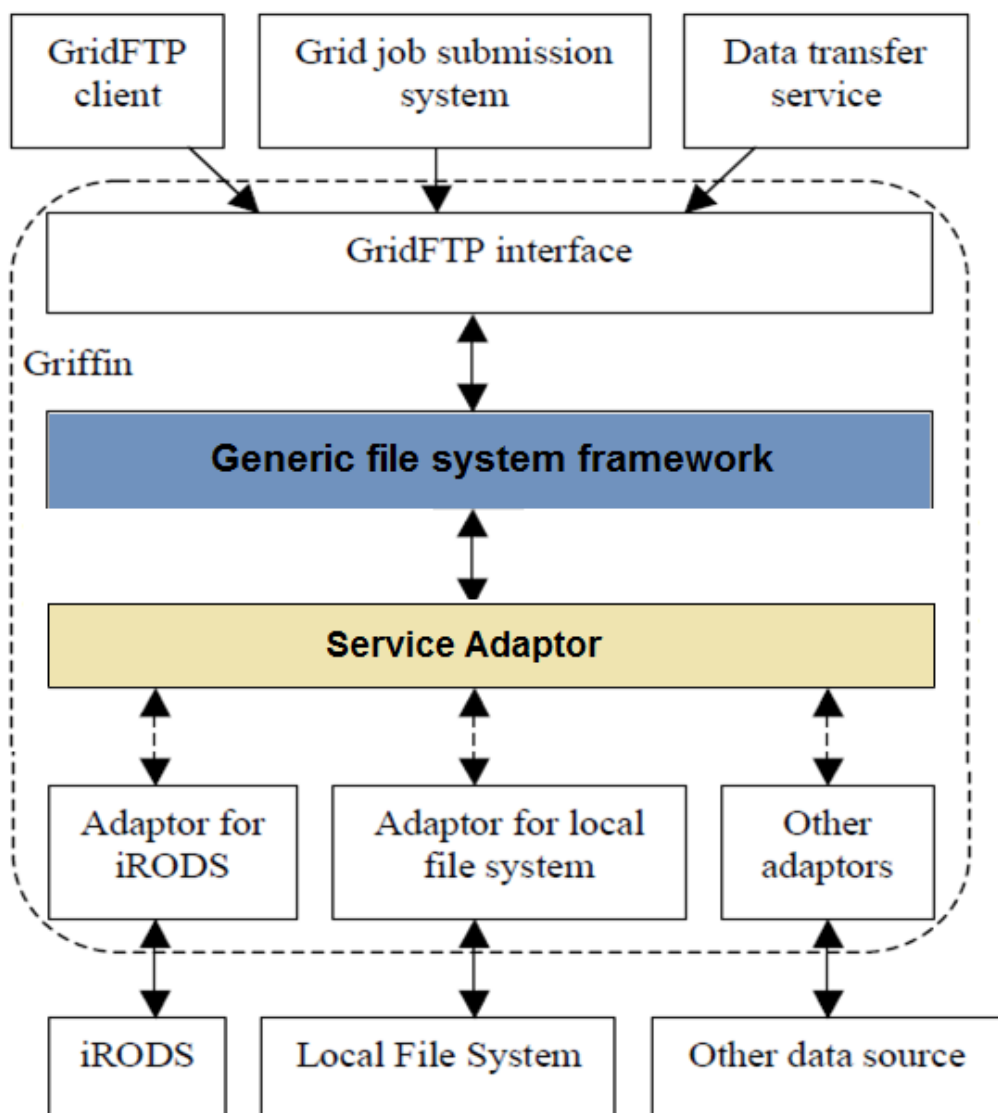 GridFTP
client
Grid job submission
system
Data transfer
service
GridFTP interface
Griffin
Generic file system framework
Service Adaptor
Adaptor for
iRODS
Adaptor for local
file system
Other
adaptors
iRODS
Local File System
Other data source